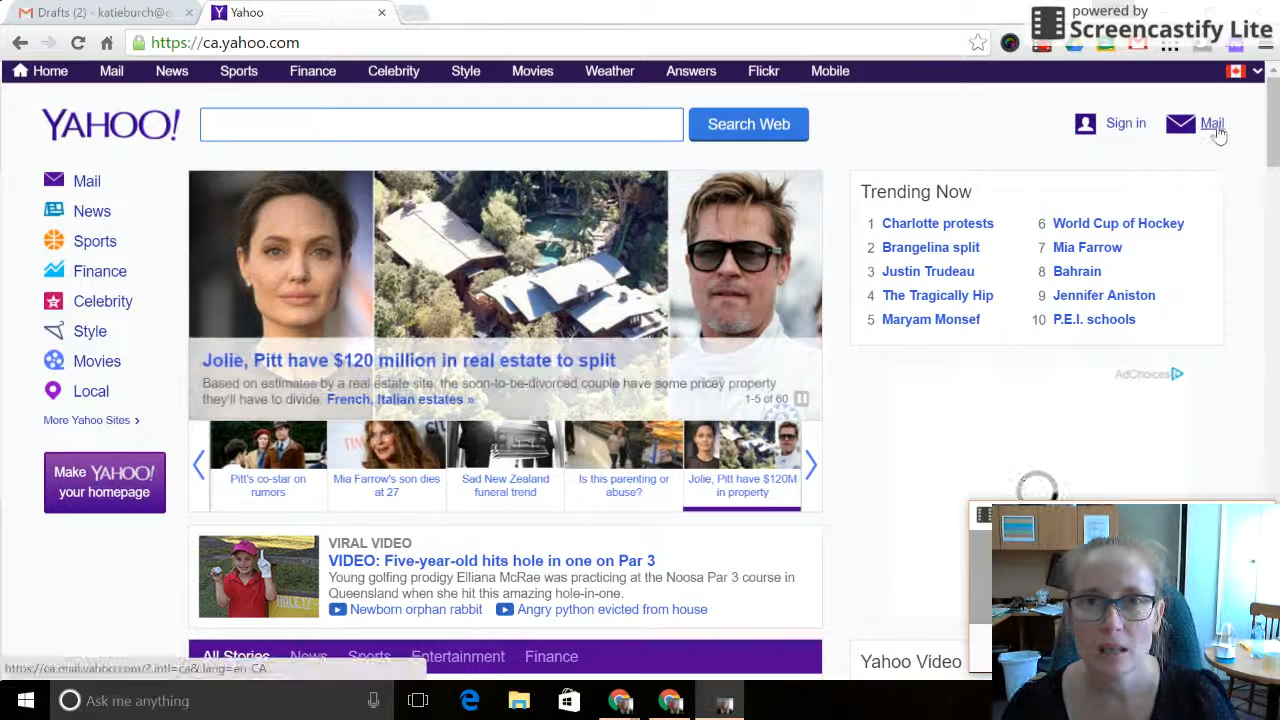 Drafts (2) - katieburch@e
Yahoo
powered by
Screencastify Lite
https://ca.yahoo.com
Home Mail News Sports Finance Celebrity Style Movies Weather Answers Flickr Mobile
YAHOO!
Search Web
Sign in
Mail
Mail
News
Sports
Finance
Celebrity
Style
Movies
Local
More Yahoo Sites ›
Make YAHOO!
your homepage
Jolie, Pitt have $120 million in real estate to split
Based on estimates by a real estate site, the soon-to-be-divorced couple have some pricey property
they'll have to divide. French, Italian estates »
1-5 of 60
Pitt's co-star on
rumors
Mia Farrow's son dies
at 27
Sad New Zealand
funeral trend
Is this parenting or
abuse?
Jolie, Pitt have $120M
in property
VIRAL VIDEO
VIDEO: Five-year-old hits hole in one on Par 3
Young golfing prodigy Elliana McRae was practicing at the Noosa Par 3 course in
Queensland when she hit this amazing hole-in-one.
Newborn orphan rabbit Angry python evicted from house
All Stories News Sports Entertainment Finance
Trending Now
1 Charlotte protests
2 Brangelina split
3 Justin Trudeau
4 The Tragically Hip
5 Maryam Monsef
6 World Cup of Hockey
7 Mia Farrow
8 Bahrain
9 Jennifer Aniston
10 P.E.I. schools
AdChoices
Yahoo Video
https://ca.mail.yahoo.com/?.intl=ca&.lang=en_CA
Ask me anything